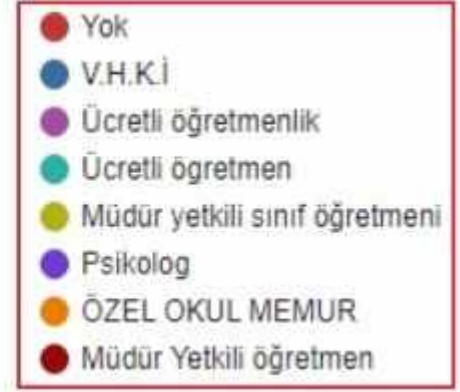 Yok
V.H.K.İ
Ücretli öğretmenlik
Ücretli ögretmen
Müdür yetkili sınıf öğretmeni
Psikolog
ÖZEL OKUL MEMUR
Müdür Yetkili öğretmen